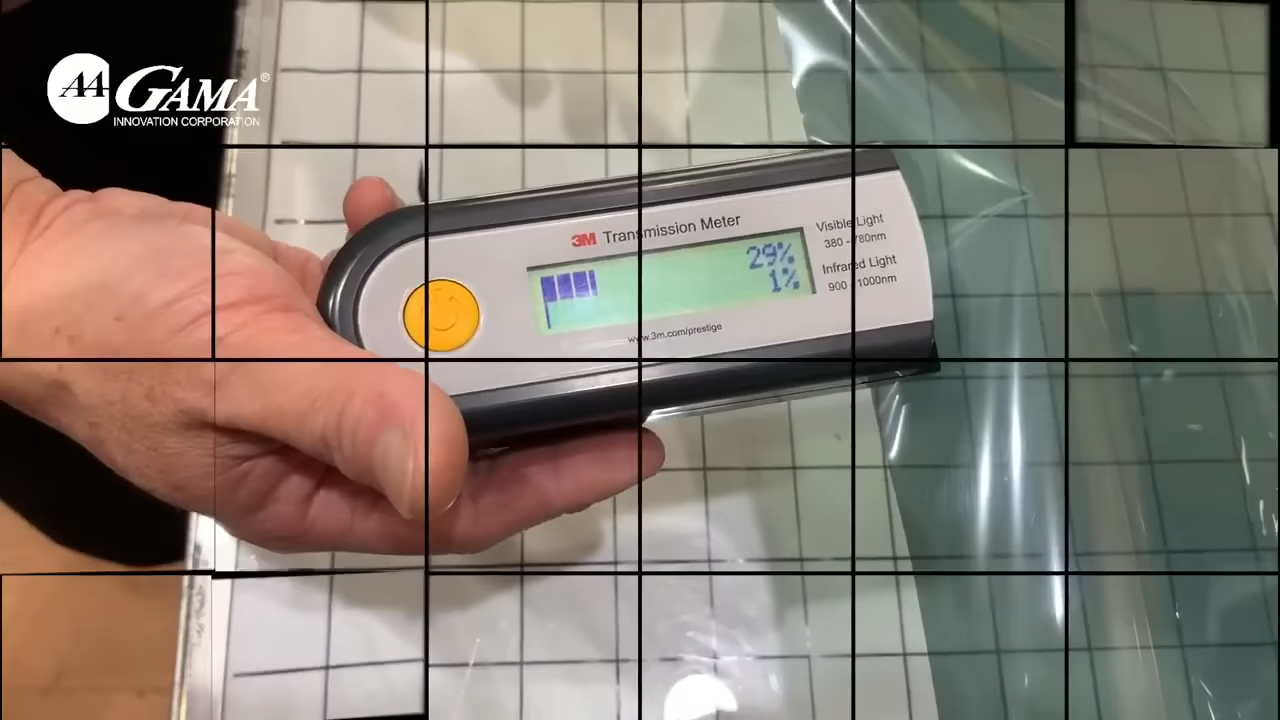 AA GAMA®
INNOVATION CORPORATION
3M Transmission Meter
29%
1%
Visible Light
380 - 780nm
Infrared Light
900 - 1000nm
www.3m.com/prestige